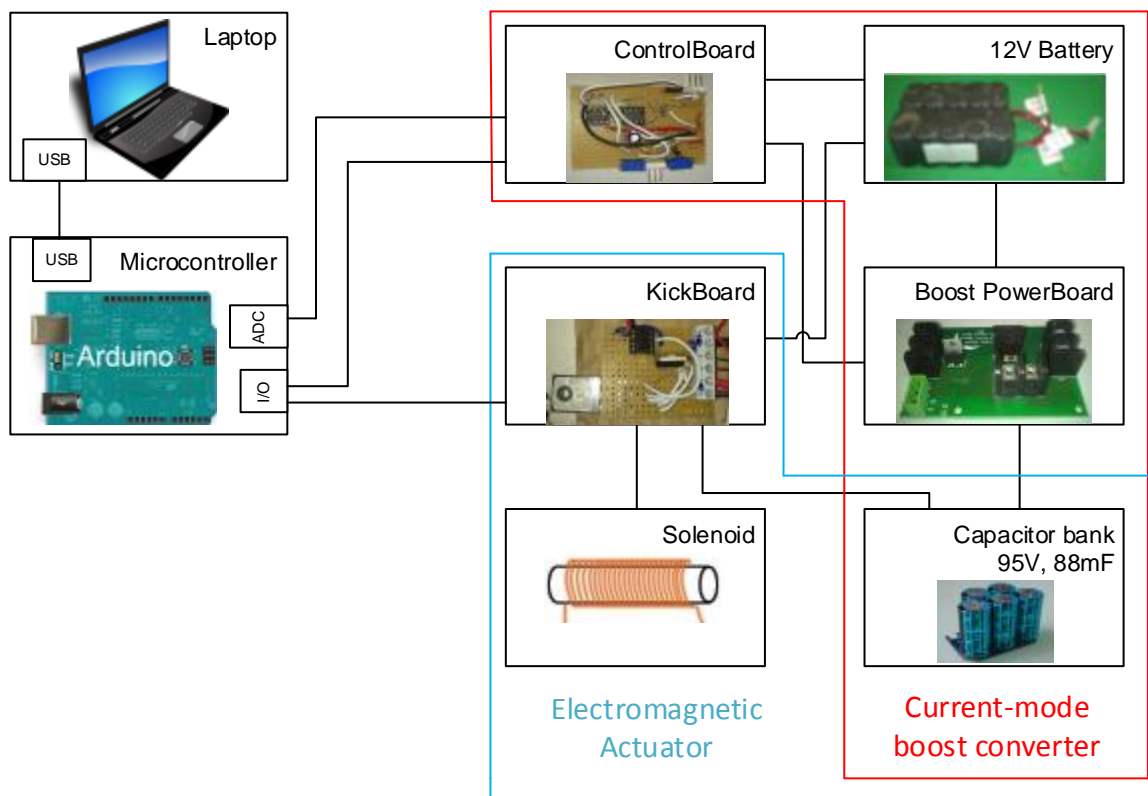 Laptop
USB
USB
Microcontroller
Arduino
ADC
I/O
ControlBoard
12V Battery
KickBoard
Boost PowerBoard
Solenoid
Capacitor bank
95V, 88mF
Electromagnetic
Actuator
Current-mode
boost converter